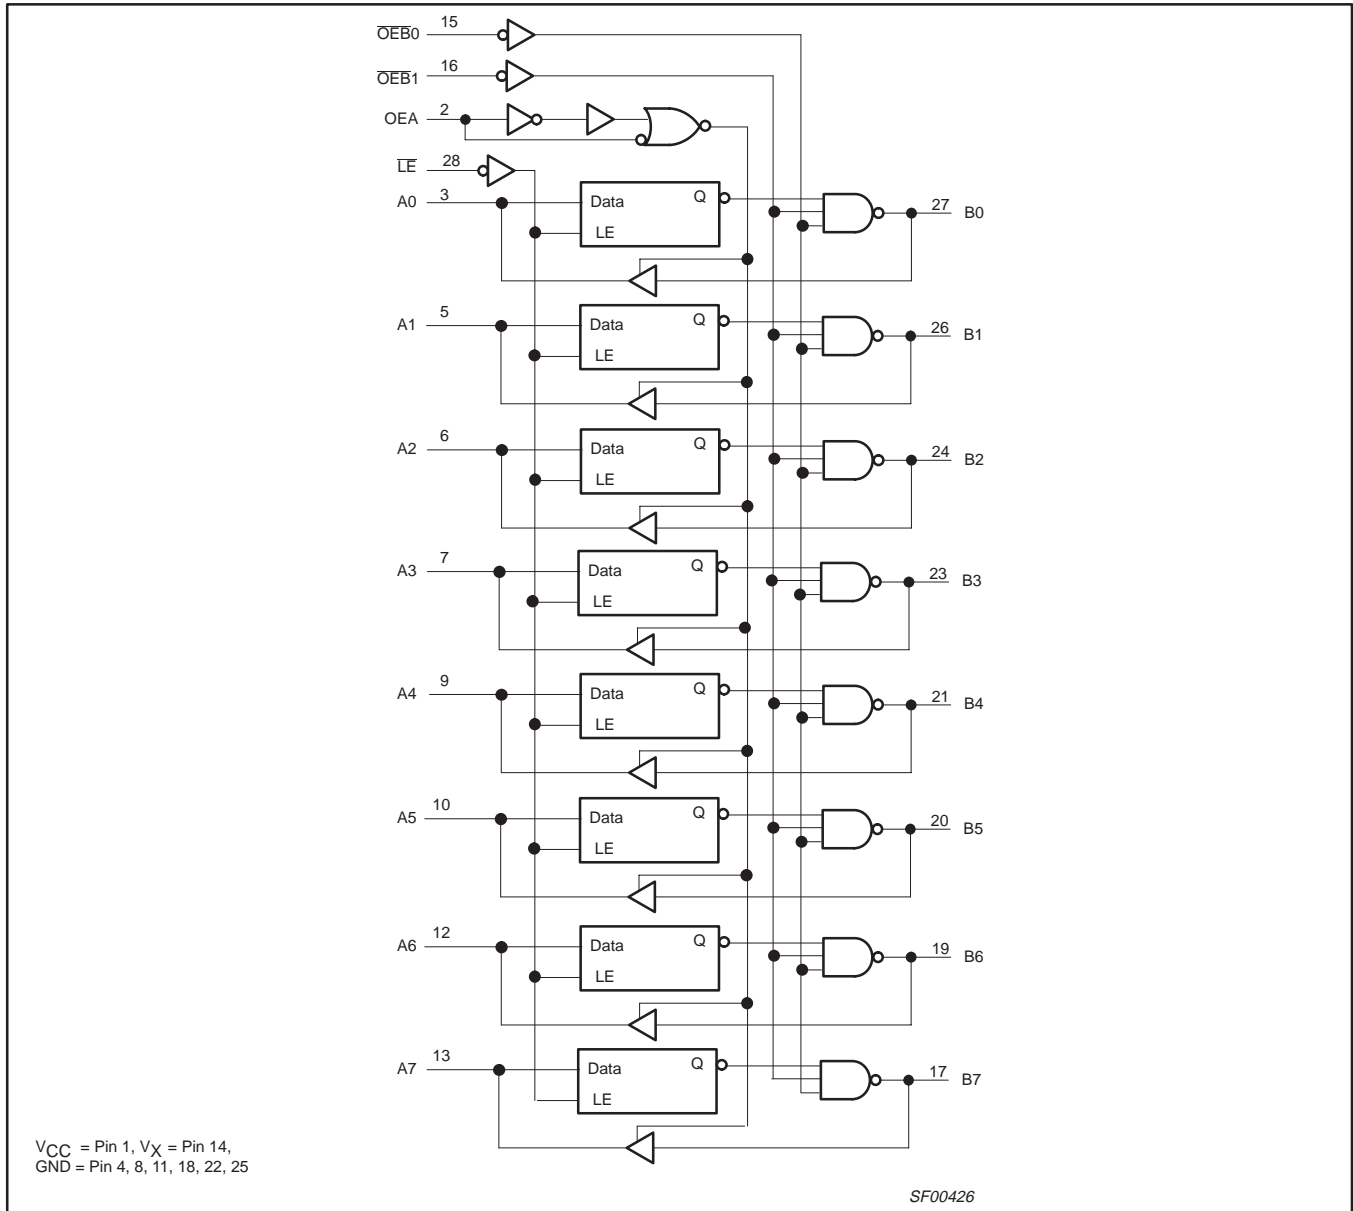 OEB0 15
OEB1 16
OEA 2
LE 28
A0 3 Data Q LE 27 B0
A1 5 Data Q LE 26 B1
A2 6 Data Q LE 24 B2
A3 7 Data Q LE 23 B3
A4 9 Data Q LE 21 B4
A5 10 Data Q LE 20 B5
A6 12 Data Q LE 19 B6
A7 13 Data Q LE 17 B7
VCC = Pin 1, VX = Pin 14,
GND = Pin 4, 8, 11, 18, 22, 25
SF00426